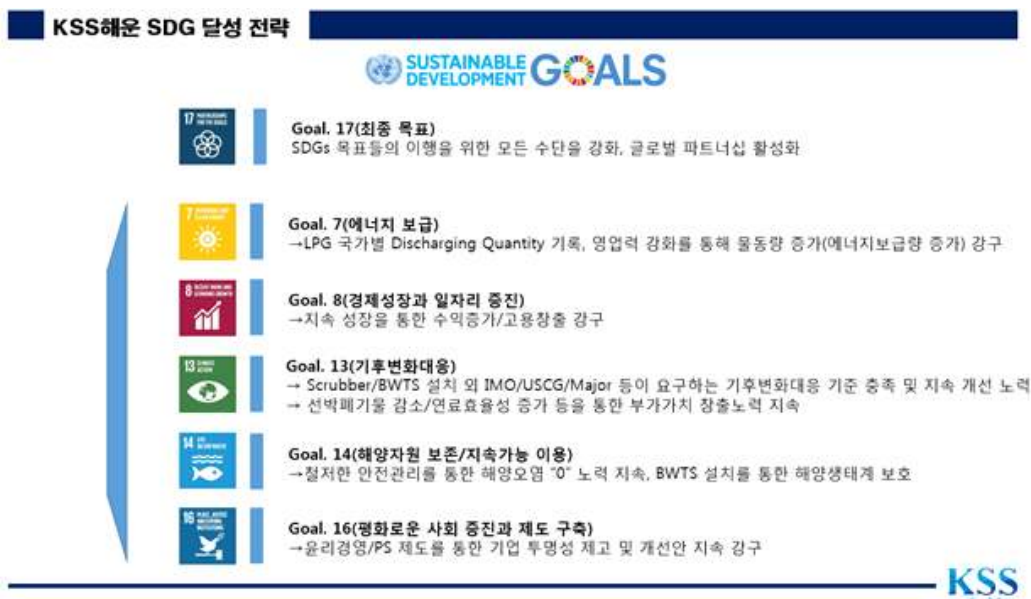 KSS해운 SDG 달성 전략
SUSTAINABLE
DEVELOPMENT GOALS
17
Goal. 17(최종 목표)
SDGs 목표들의 이행을 위한 모든 수단을 강화, 글로벌 파트너십 활성화
7
Goal. 7(에너지 보급)
→LPG 국가별 Discharging Quantity 기록, 영업력 강화를 통해 물동량 증가(에너지보급량 증가) 강구
8
Goal. 8(경제성장과 일자리 증진)
→지속 성장을 통한 수익증가/고용창출 강구
13 CLIMATE
ACTION
Goal. 13(기후변화대응)
→ Scrubber/BWTS 설치 외 IMO/USCG/Major 등이 요구하는 기후변화대응 기준 충족 및 지속 개선 노력
→ 선박폐기물 감소/연료효율성 증가 등을 통한 부가가치 창출노력 지속
14
Goal. 14(해양자원 보존/지속가능 이용)
→철저한 안전관리를 통한 해양오염 "0" 노력 지속, BWTS 설치를 통한 해양생태계 보호
16
Goal. 16(평화로운 사회 증진과 제도 구축)
→윤리경영/PS 제도를 통한 기업 투명성 제고 및 개선안 지속 강구
KSS